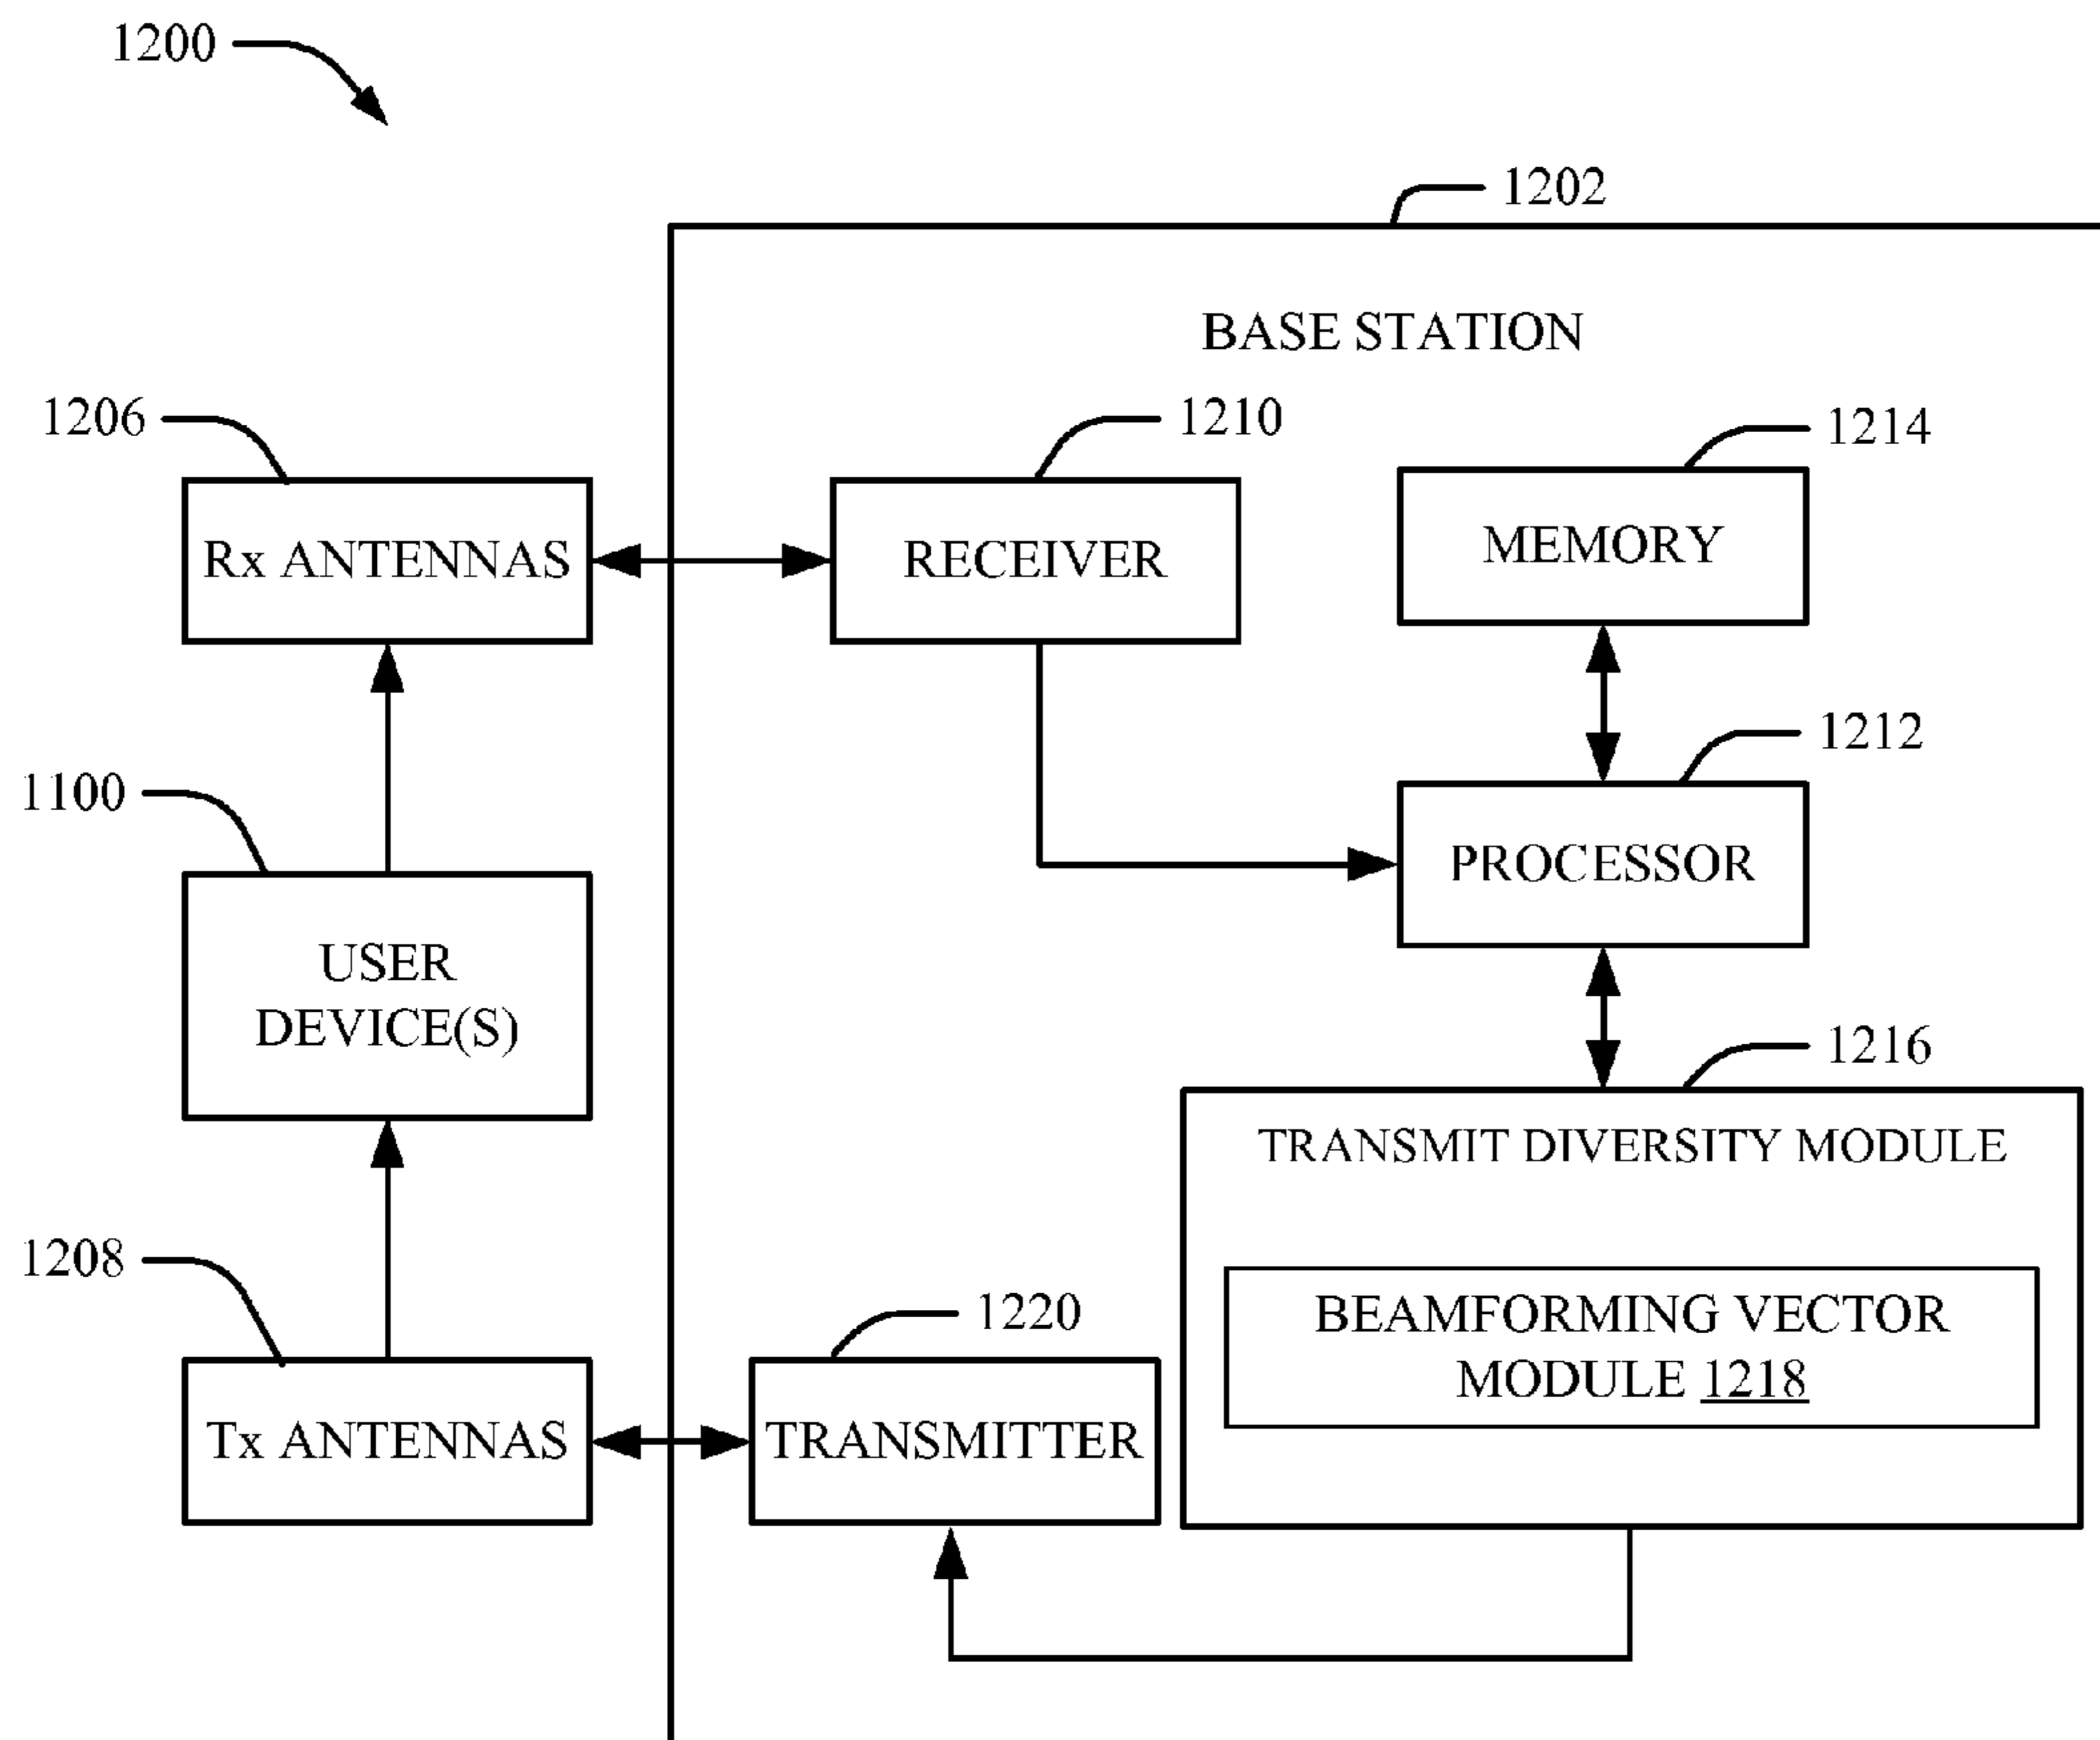 1200
1202
BASE STATION
1206
1210
1214
Rx ANTENNAS
RECEIVER
MEMORY
1212
1100
PROCESSOR
USER
DEVICE(S)
1216
TRANSMIT DIVERSITY MODULE
1208
1220
BEAMFORMING VECTOR
MODULE 1218
Tx ANTENNAS
TRANSMITTER